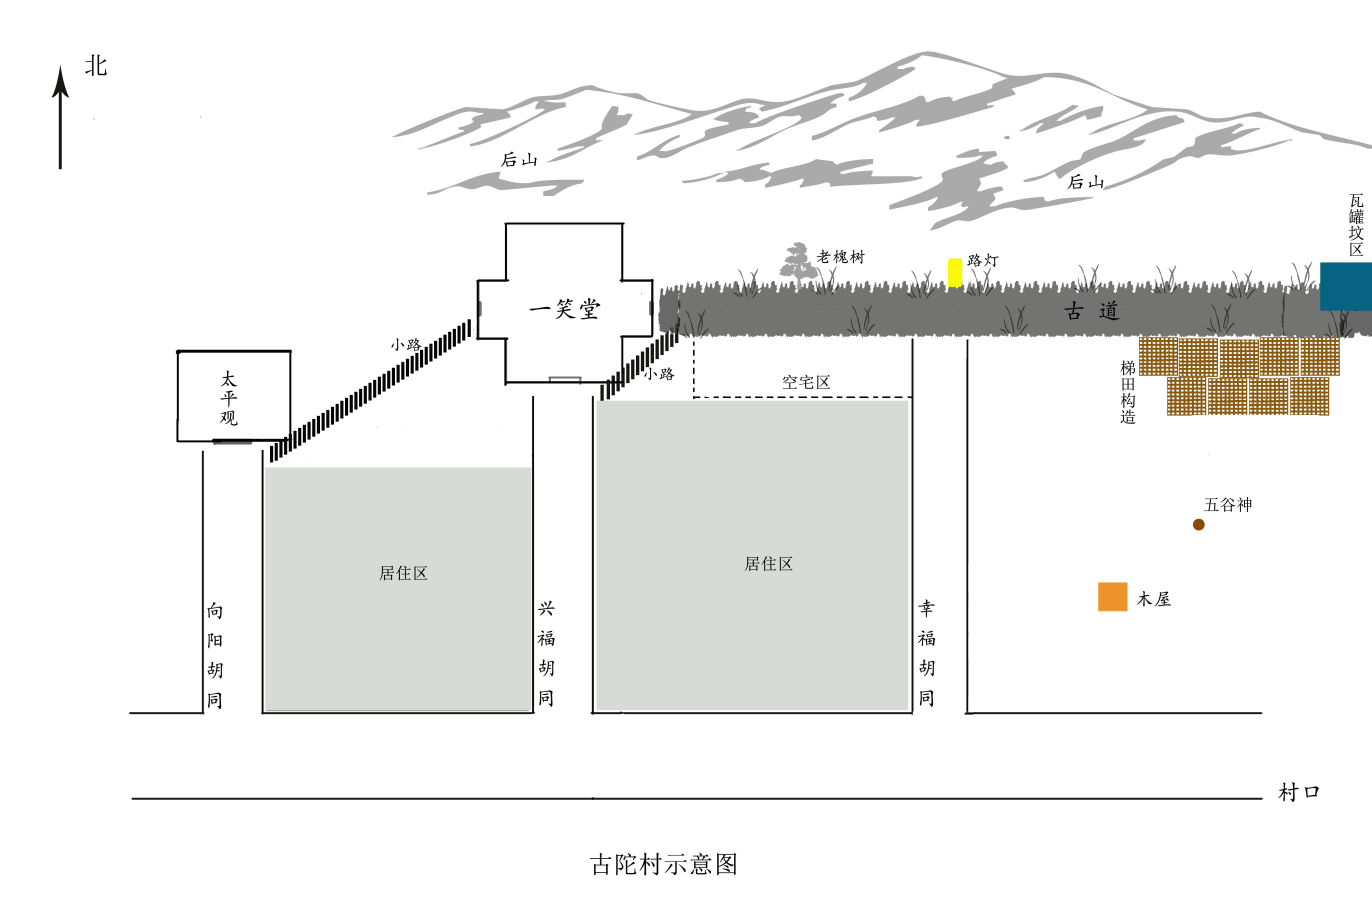 北
后山
后山
瓦罐坟区
老槐树
路灯
一笑堂
古道
小路
太平观
小路
空宅区
梯田构造
五谷神
居住区
居住区
木屋
向阳胡同
兴福胡同
幸福胡同
村口
古陀村示意图